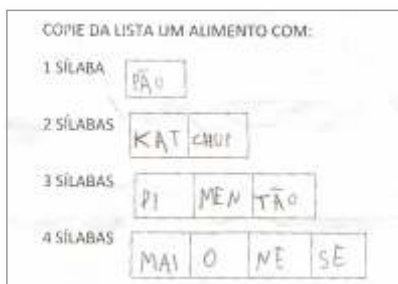 COPIE DA LISTA UM ALIMENTO COM:
1 SÍLABA PÃO
2 SÍLABAS KAT CHUP
3 SÍLABAS PI MEN TÃO
4 SÍLABAS MAI O NE SE